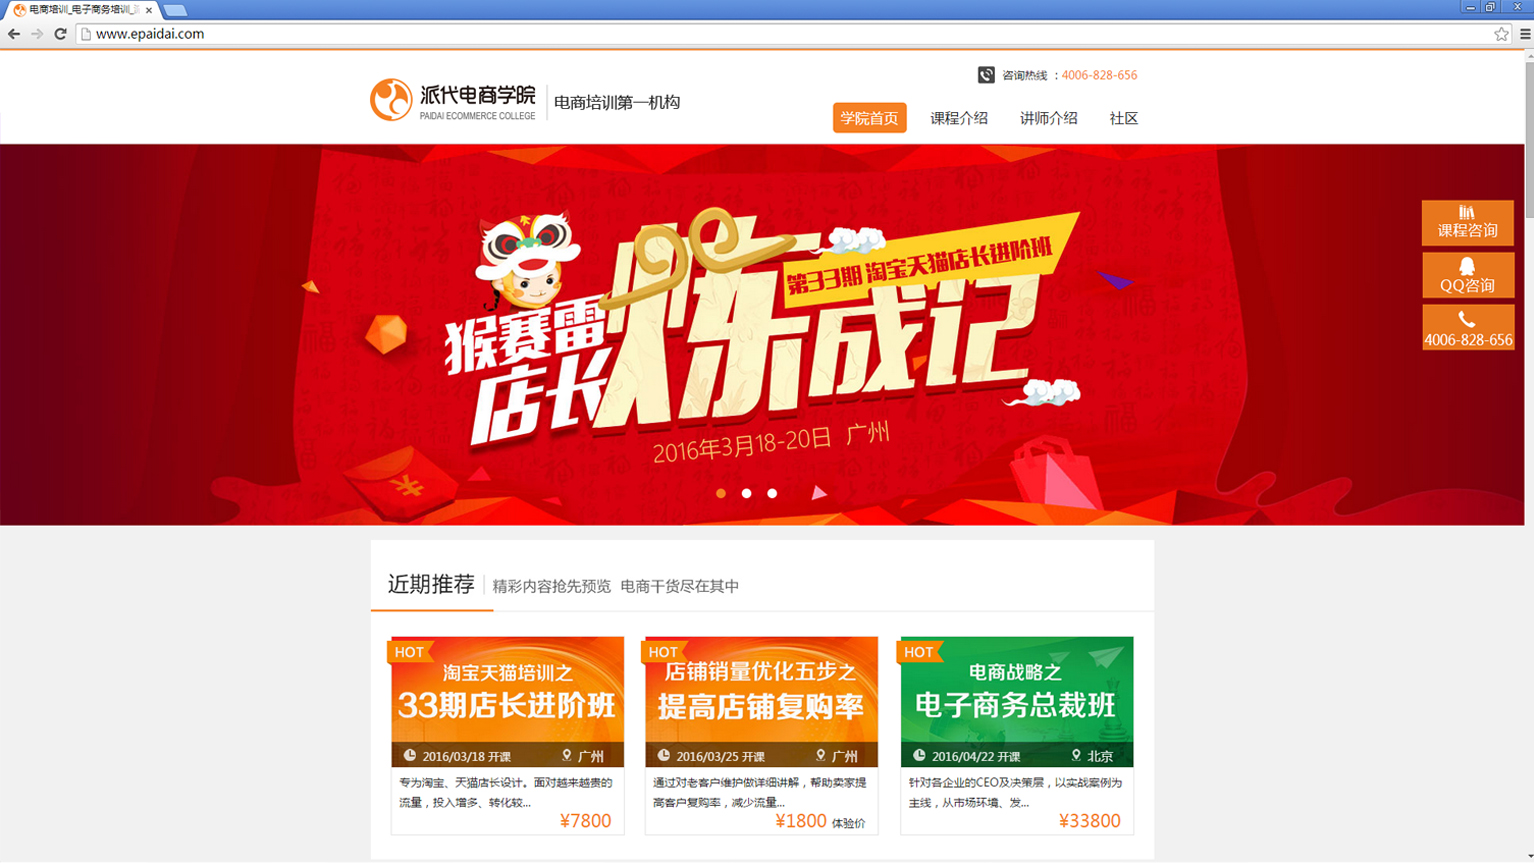 电商培训_电子商务培训_
www.epaidai.com
咨询热线 ：4006-828-656
派代电商学院
PAIDAI ECOMMERCE COLLEGE
电商培训第一机构
学院首页 课程介绍 讲师介绍 社区
第33期 淘宝天猫店长进阶班
猴赛雷
店长
炼成记
2016年3月18-20日 广州
课程咨询
QQ咨询
4006-828-656
近期推荐 精彩内容抢先预览 电商干货尽在其中
HOT
淘宝天猫培训之
33期店长进阶班
2016/03/18 开课 广州
专为淘宝、天猫店长设计。面对越来越贵的
流量，投入增多、转化较...
¥7800
HOT
店铺销量优化五步之
提高店铺复购率
2016/03/25 开课 广州
通过对老客户维护做详细讲解，帮助卖家提
高客户复购率，减少流量...
¥1800 体验价
HOT
电商战略之
电子商务总裁班
2016/04/22 开课 北京
针对各企业的CEO及决策层，以实战案例为
主线，从市场环境、发...
¥33800